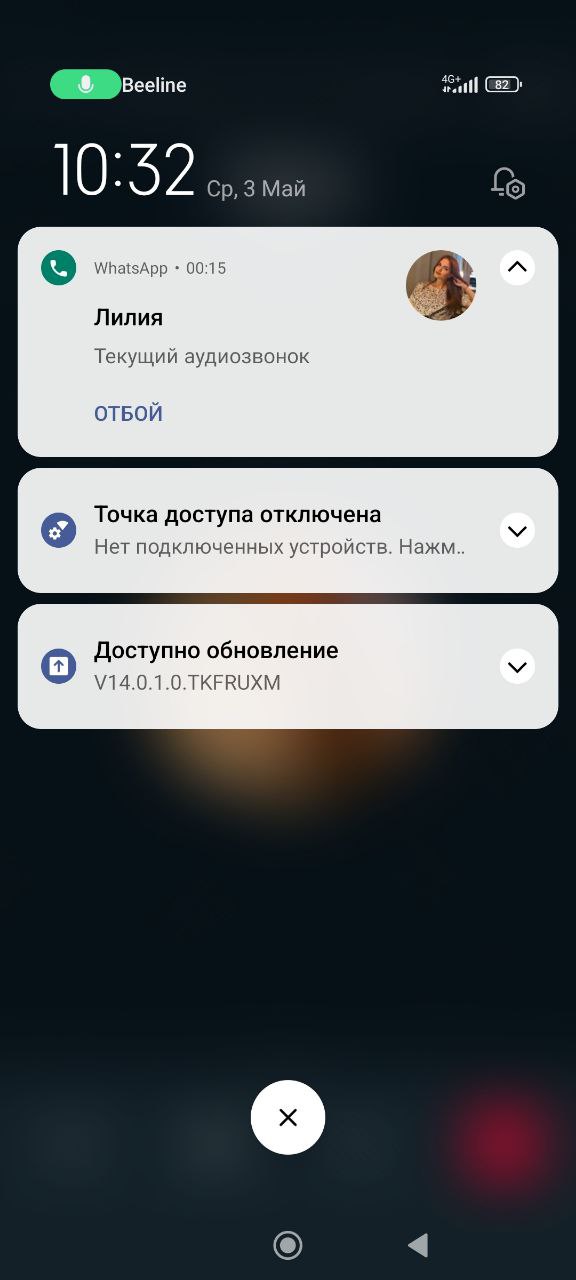 Beeline
4G+
82
10:32 Ср, 3 Май
WhatsApp • 00:15
Лилия
Текущий аудиозвонок
ОТБОЙ
Точка доступа отключена
Нет подключенных устройств. Нажм..
Доступно обновление
V14.0.1.0.TKFRUXM